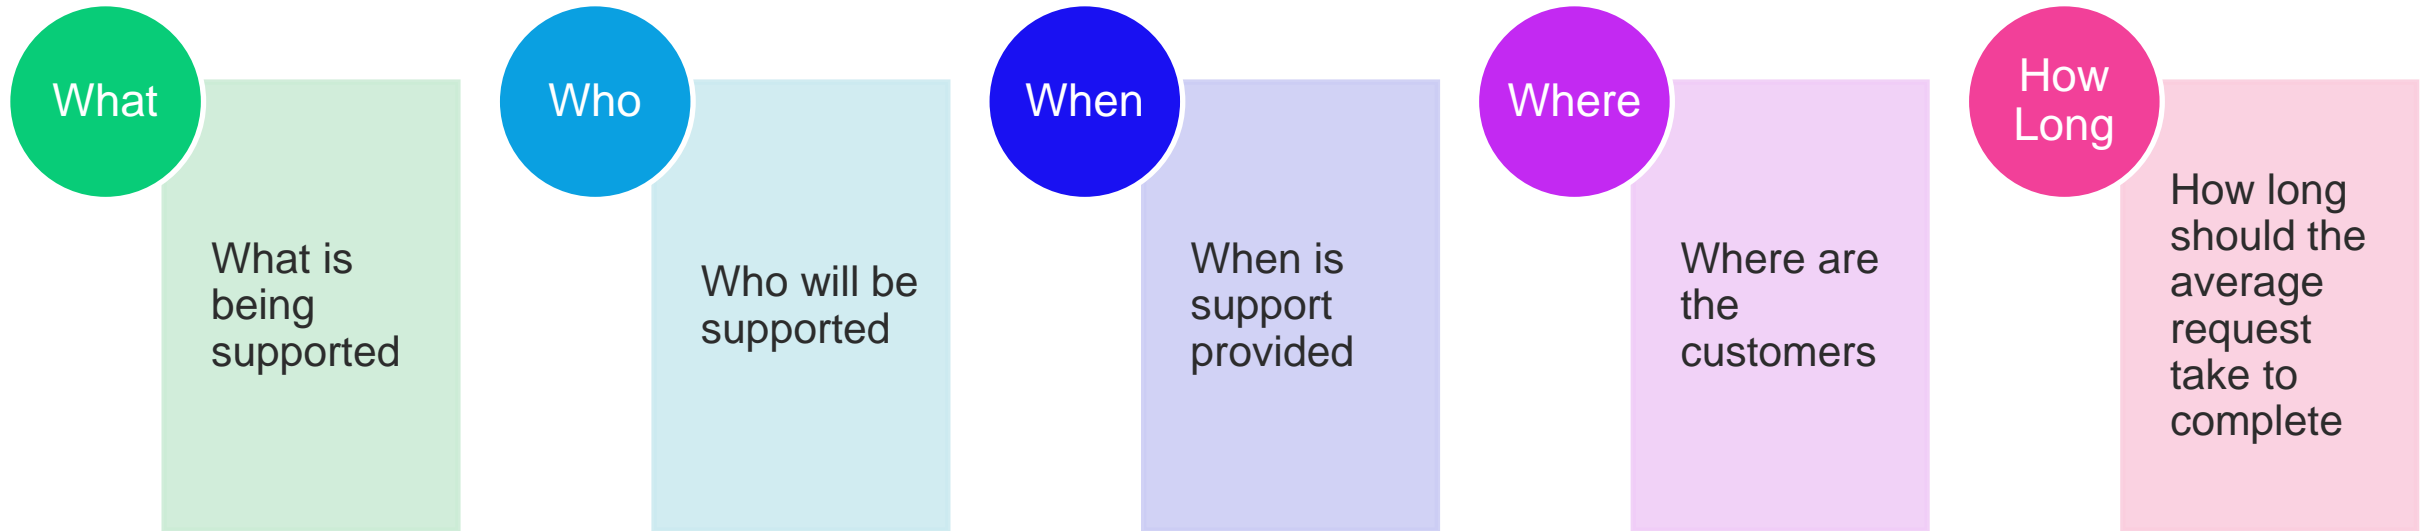 What
What is
being
supported
Who
Who will be
supported
When
When is
support
provided
Where
Where are
the
customers
How
Long
How long
should the
average
request
take to
complete